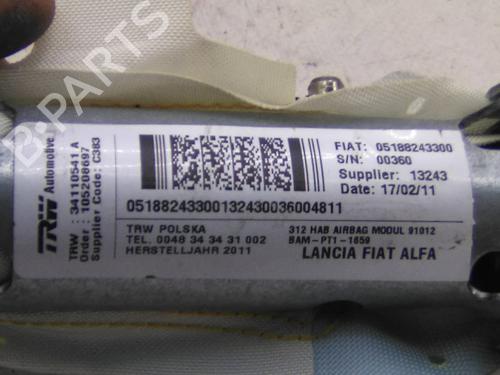 B-PARTS
TRW Automotive
TRW : 34110541A
Order : 105208697
Supplier Code: C383
FIAT: 05188243300
S/N: 00360
Supplier: 13243
Date: 17/02/11
05188243300132430036004811
TRW POLSKA
TEL. 0048 34 34 31 002
HERSTELLJAHR 2011
312 HAB AIRBAG MODUL 91012
BAM-PT1-1659
LANCIA FIAT ALFA